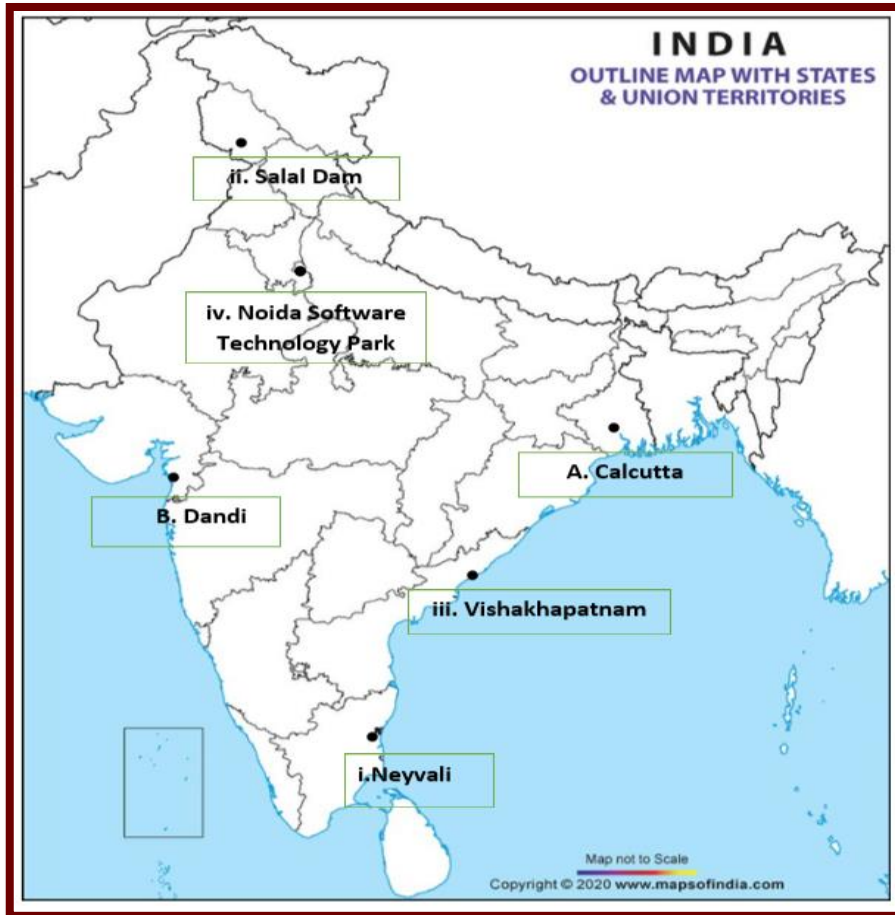 INDIA
OUTLINE MAP WITH STATES
& UNION TERRITORIES
ii. Salal Dam
iv. Noida Software
Technology Park
A. Calcutta
B. Dandi
iii. Vishakhapatnam
i.Neyvali
Map not to Scale
Copyright © 2020 www.mapsofindia.com